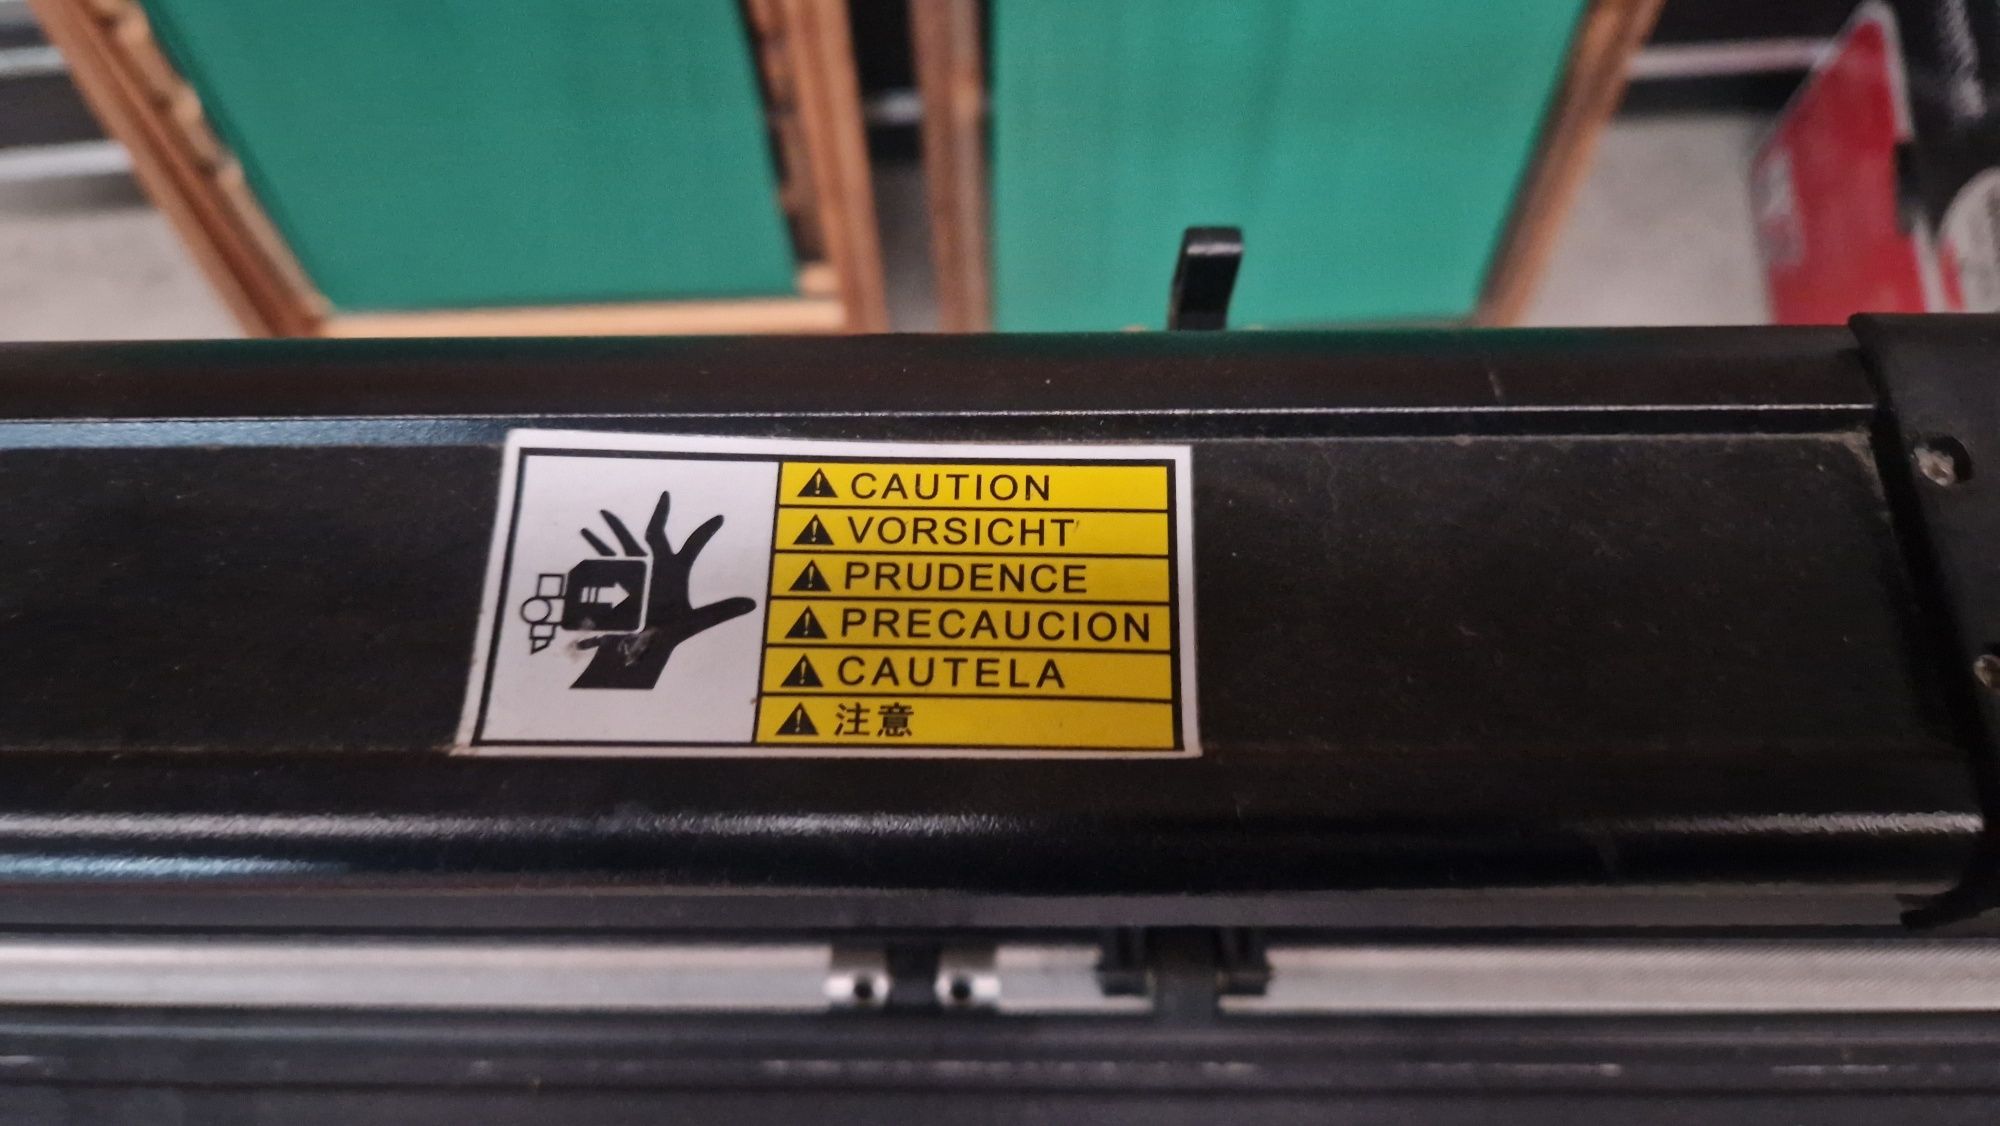 CAUTION
VORSICHT
PRUDENCE
PRECAUCION
CAUTELA
注意